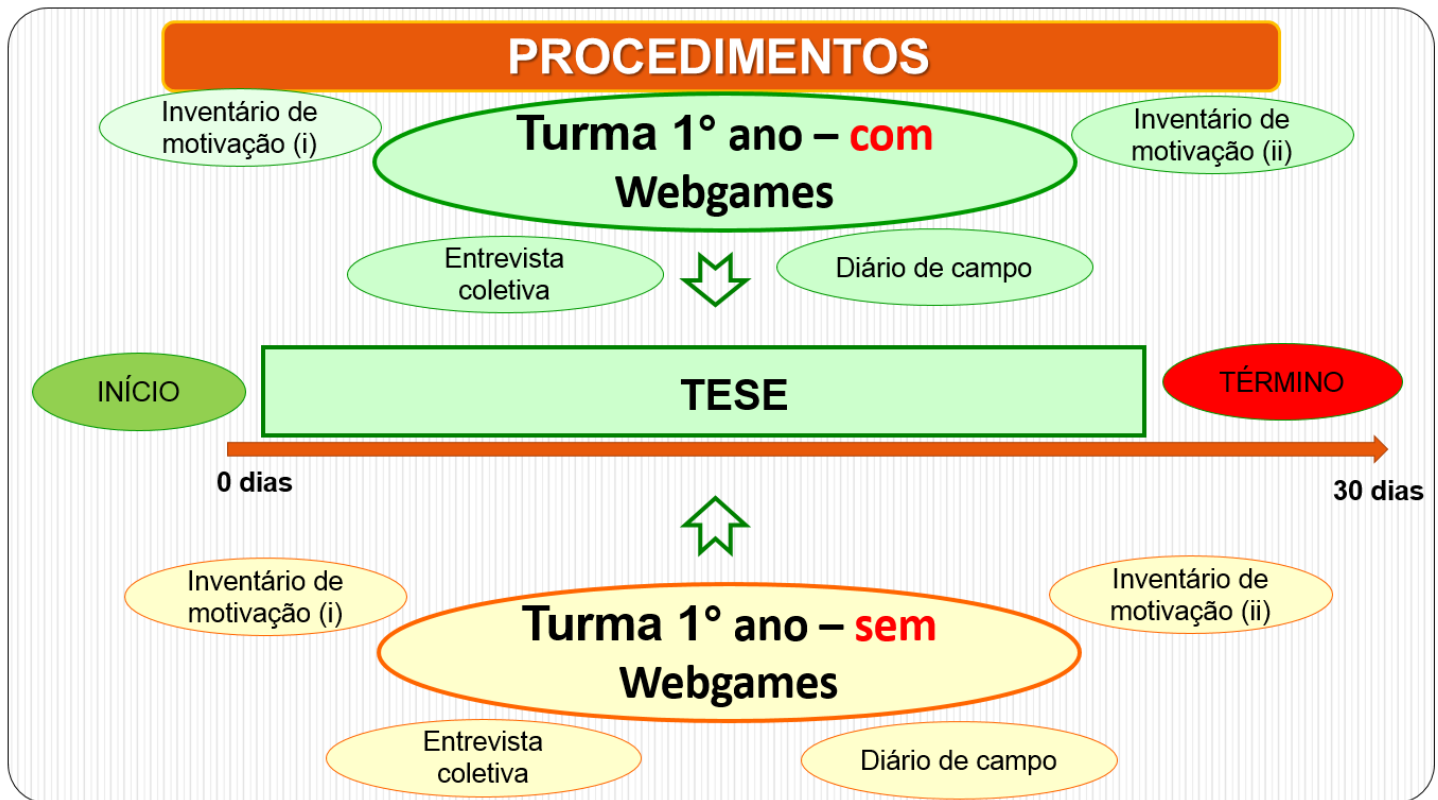 PROCEDIMENTOS
Inventário de
motivação (i)
Turma 1° ano – com
Webgames
Inventário de
motivação (ii)
Entrevista
coletiva
Diário de campo
INÍCIO
TESE
TÉRMINO
0 dias
30 dias
Inventário de
motivação (i)
Turma 1° ano – sem
Webgames
Inventário de
motivação (ii)
Entrevista
coletiva
Diário de campo